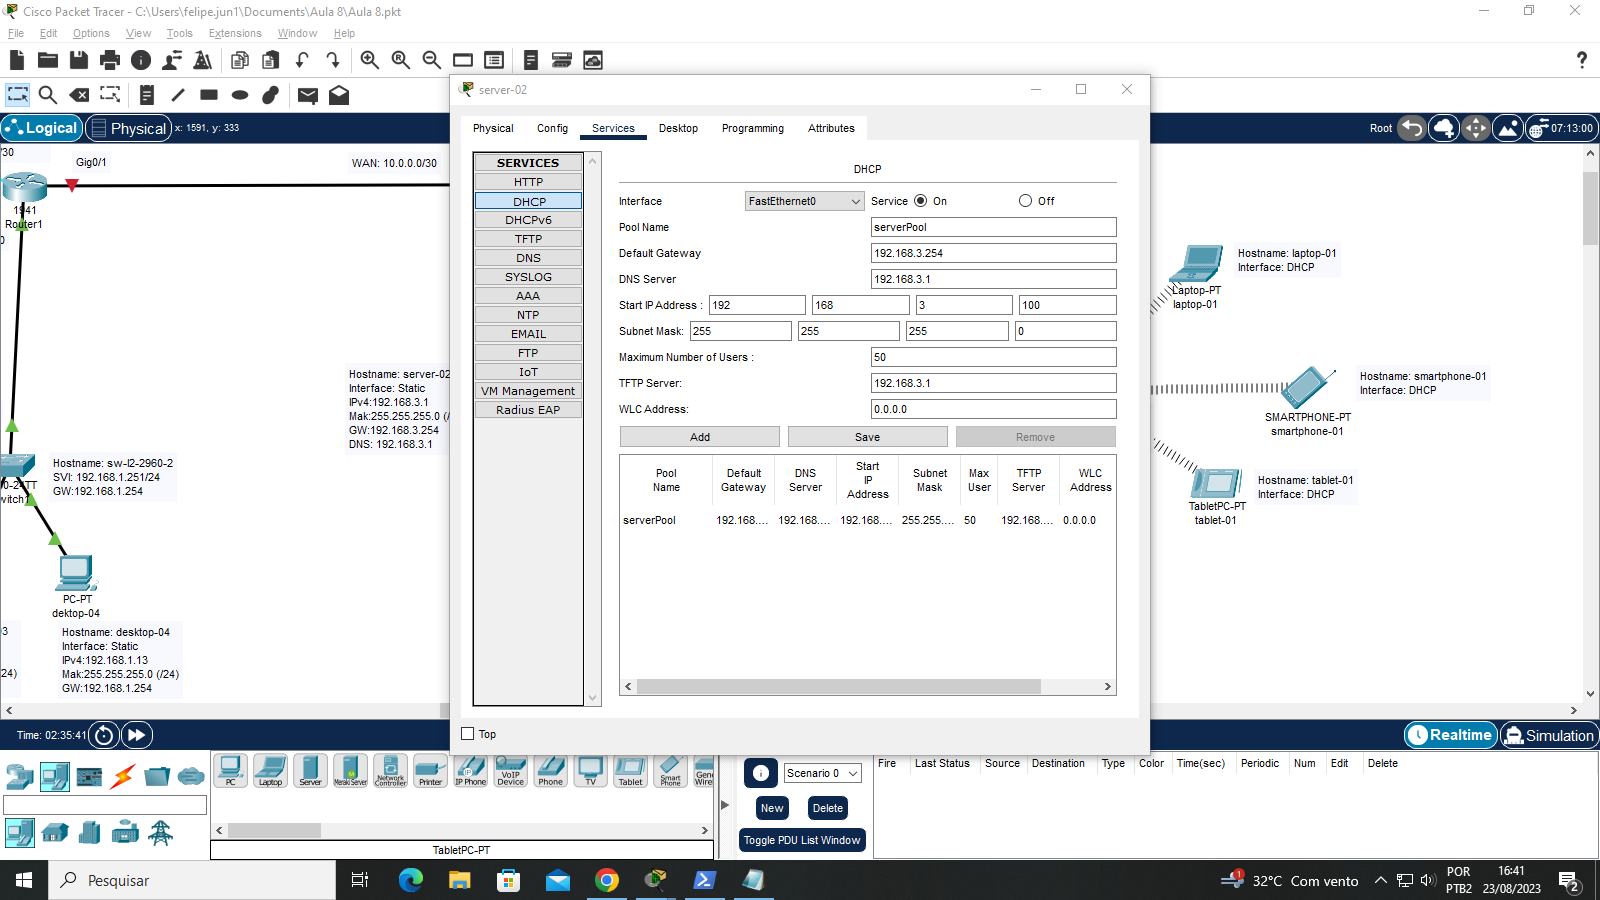 Cisco Packet Tracer - C:\Users\felipe.jun1\Documents\Aula 8\Aula 8.pkt
File Edit Options View Tools Extensions Window Help
?
Logical
Physical
x: 1591, y: 333
Root
07:13:00
/30
Gig0/1
WAN: 10.0.0.0/30
1941
Router1
0
Hostname: server-02
Interface: Static
IPv4:192.168.3.1
Mak:255.255.255.0 (/
GW:192.168.3.254
DNS: 192.168.3.1
Hostname: sw-l2-2960-2
SVI: 192.168.1.251/24
GW:192.168.1.254
0-24TT
witch1
PC-PT
dektop-04
Hostname: desktop-04
Interface: Static
IPv4:192.168.1.13
Mak:255.255.255.0 (/24)
GW:192.168.1.254
03
24)
server-02
Physical Config Services Desktop Programming Attributes
SERVICES
HTTP
DHCP
DHCPv6
TFTP
DNS
SYSLOG
AAA
NTP
EMAIL
FTP
IoT
VM Management
Radius EAP
DHCP
Interface FastEthernet0 Service On Off
Pool Name serverPool
Default Gateway 192.168.3.254
DNS Server 192.168.3.1
Start IP Address : 192 168 3 100
Subnet Mask: 255 255 255 0
Maximum Number of Users : 50
TFTP Server: 192.168.3.1
WLC Address: 0.0.0.0
Add Save Remove
Pool Name Default Gateway DNS Server Start IP Address Subnet Mask Max User TFTP Server WLC Address
serverPool 192.168.... 192.168.... 192.168.... 255.255.... 50 192.168.... 0.0.0.0
Top
Hostname: laptop-01
Interface: DHCP
Laptop-PT
laptop-01
Hostname: smartphone-01
Interface: DHCP
SMARTPHONE-PT
smartphone-01
Hostname: tablet-01
Interface: DHCP
TabletPC-PT
tablet-01
Time: 02:35:41
Realtime
Simulation
PC Laptop Server Meraki Server Network Controller Printer IP Phone VoIP Device Phone TV Tablet Smart Phone Gene Wirel
TabletPC-PT
Scenario 0
New Delete
Toggle PDU List Window
Fire Last Status Source Destination Type Color Time(sec) Periodic Num Edit Delete
Pesquisar
1
32°C Com vento
POR
PTB2
16:41
23/08/2023
2